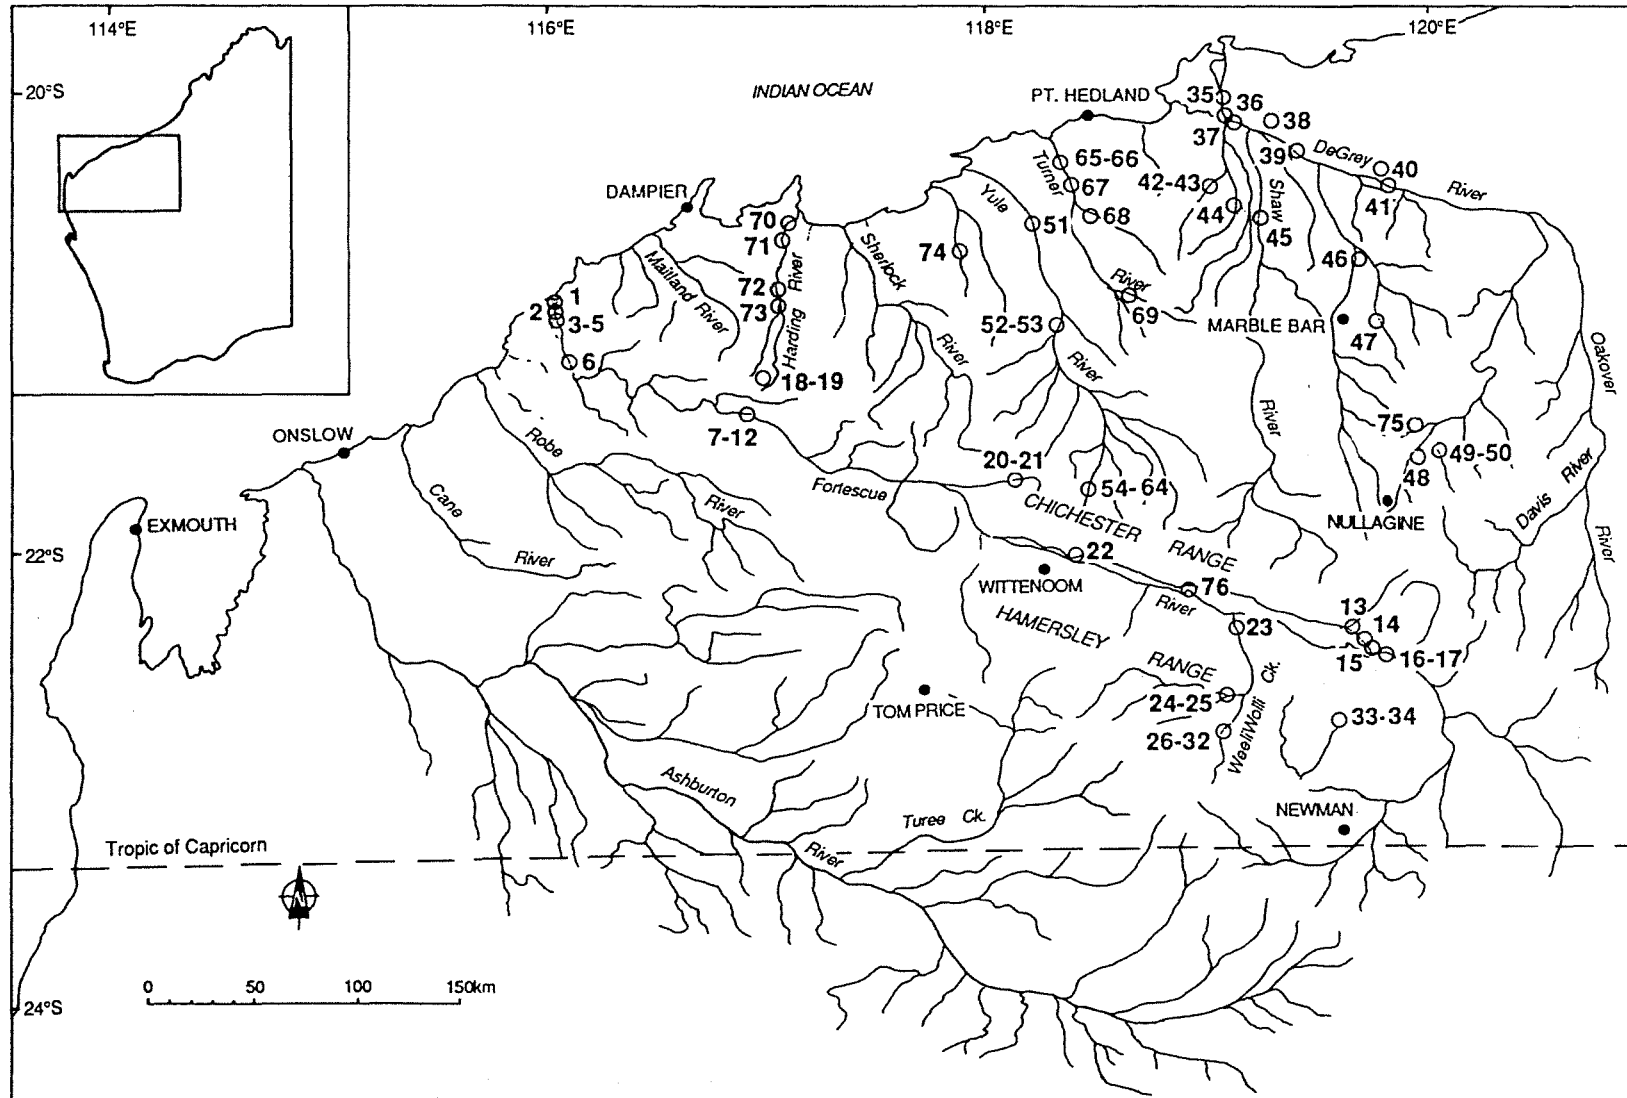 114°E
116°E
118°E
120°E
20°S
INDIAN OCEAN
PT. HEDLAND
35
36
37
38
39
DeGrey
40
River
41
65-66
Turner
67
42-43
Shaw
44
45
68
DAMPIER
70
71
Yule
51
74
Sherlock
Maitland River
72
73
River
Harding
46
River
69
MARBLE BAR
47
1
2
3-5
6
52-53
River
River
Oakover
18-19
7-12
ONSLOW
Robe
River
75
49-50
48
20-21
Fortescue
54-64
CHICHESTER
RANGE
Cane
River
River
NULLAGINE
Davis River
River
EXMOUTH
22°S
22
WITTENOOM
76
River
HAMERSLEY
RANGE
23
13
14
15
16-17
24-25
WeeliWolli Ck.
26-32
33-34
TOM PRICE
Ashburton
Turee Ck.
NEWMAN
Tropic of Capricorn
River
0 50 100 150km
24°S